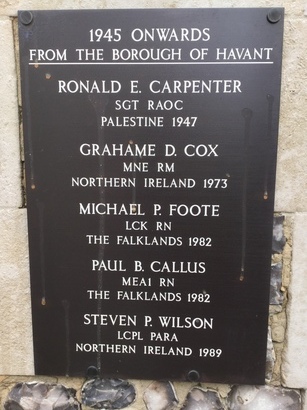 1945 ONWARDS
FROM THE BOROUGH OF HAVANT
RONALD E. CARPENTER
SGT RAOC
PALESTINE 1947
GRAHAME D. COX
MNE RM
NORTHERN IRELAND 1973
MICHAEL P. FOOTE
LCK RN
THE FALKLANDS 1982
PAUL B. CALLUS
MEA1 RN
THE FALKLANDS 1982
STEVEN P. WILSON
LCPL PARA
NORTHERN IRELAND 1989